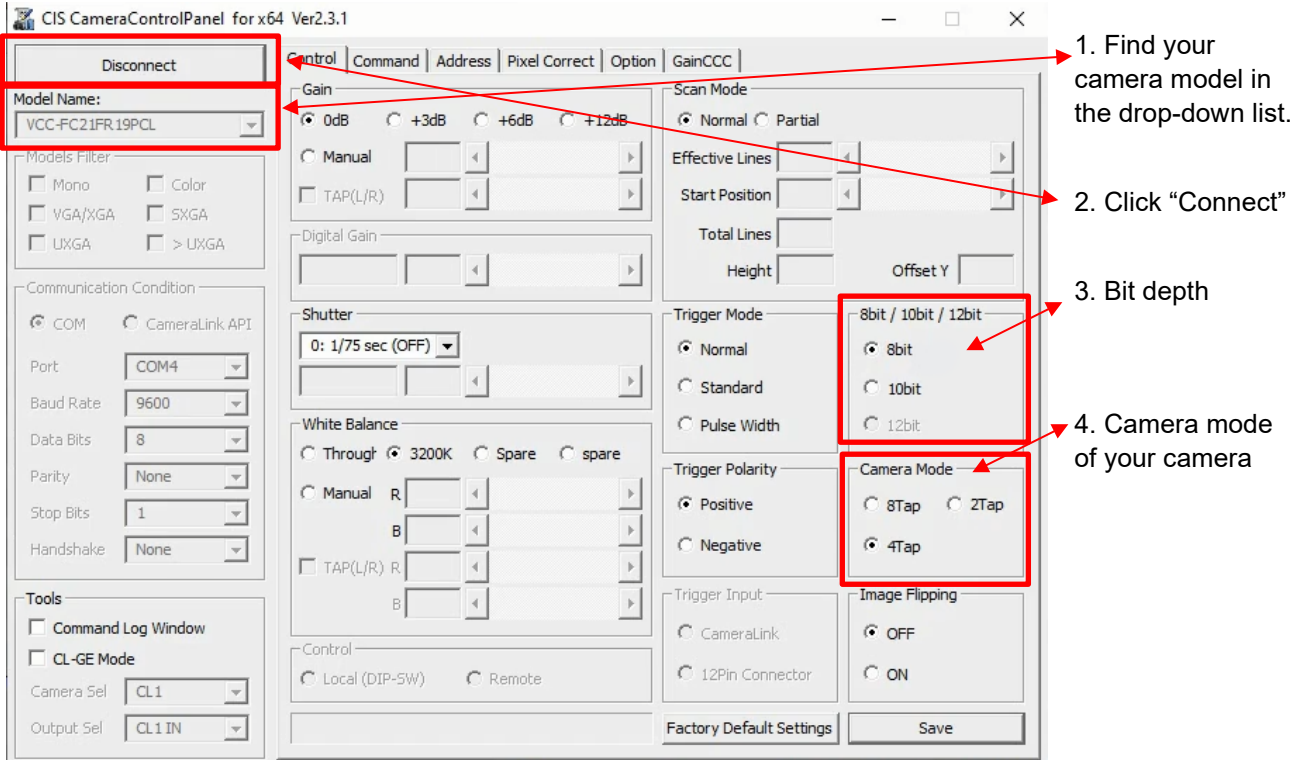 CIS CameraControlPanel for x64 Ver2.3.1
Disconnect
Model Name:
VCC-FC21FR19PCL
Models Filter
Mono Color
VGA/XGA SXGA
UXGA > UXGA
Communication Condition
COM CameraLink API
Port COM4
Baud Rate 9600
Data Bits 8
Parity None
Stop Bits 1
Handshake None
Tools
Command Log Window
CL-GE Mode
Camera Sel CL1
Output Sel CL1 IN
Control Command Address Pixel Correct Option GainCCC
Gain
0dB +3dB +6dB +12dB
Manual
TAP(L/R)
Digital Gain
Shutter
0: 1/75 sec (OFF)
White Balance
Through 3200K Spare spare
Manual R
B
TAP(L/R) R
B
Control
Local (DIP-SW) Remote
Scan Mode
Normal Partial
Effective Lines
Start Position
Total Lines
Height Offset Y
Trigger Mode
Normal
Standard
Pulse Width
8bit / 10bit / 12bit
8bit
10bit
12bit
Trigger Polarity
Positive
Negative
Camera Mode
8Tap 2Tap
4Tap
Trigger Input
CameraLink
12Pin Connector
Image Flipping
OFF
ON
Factory Default Settings Save
1. Find your
camera model in
the drop-down list.
2. Click “Connect”
3. Bit depth
4. Camera mode
of your camera